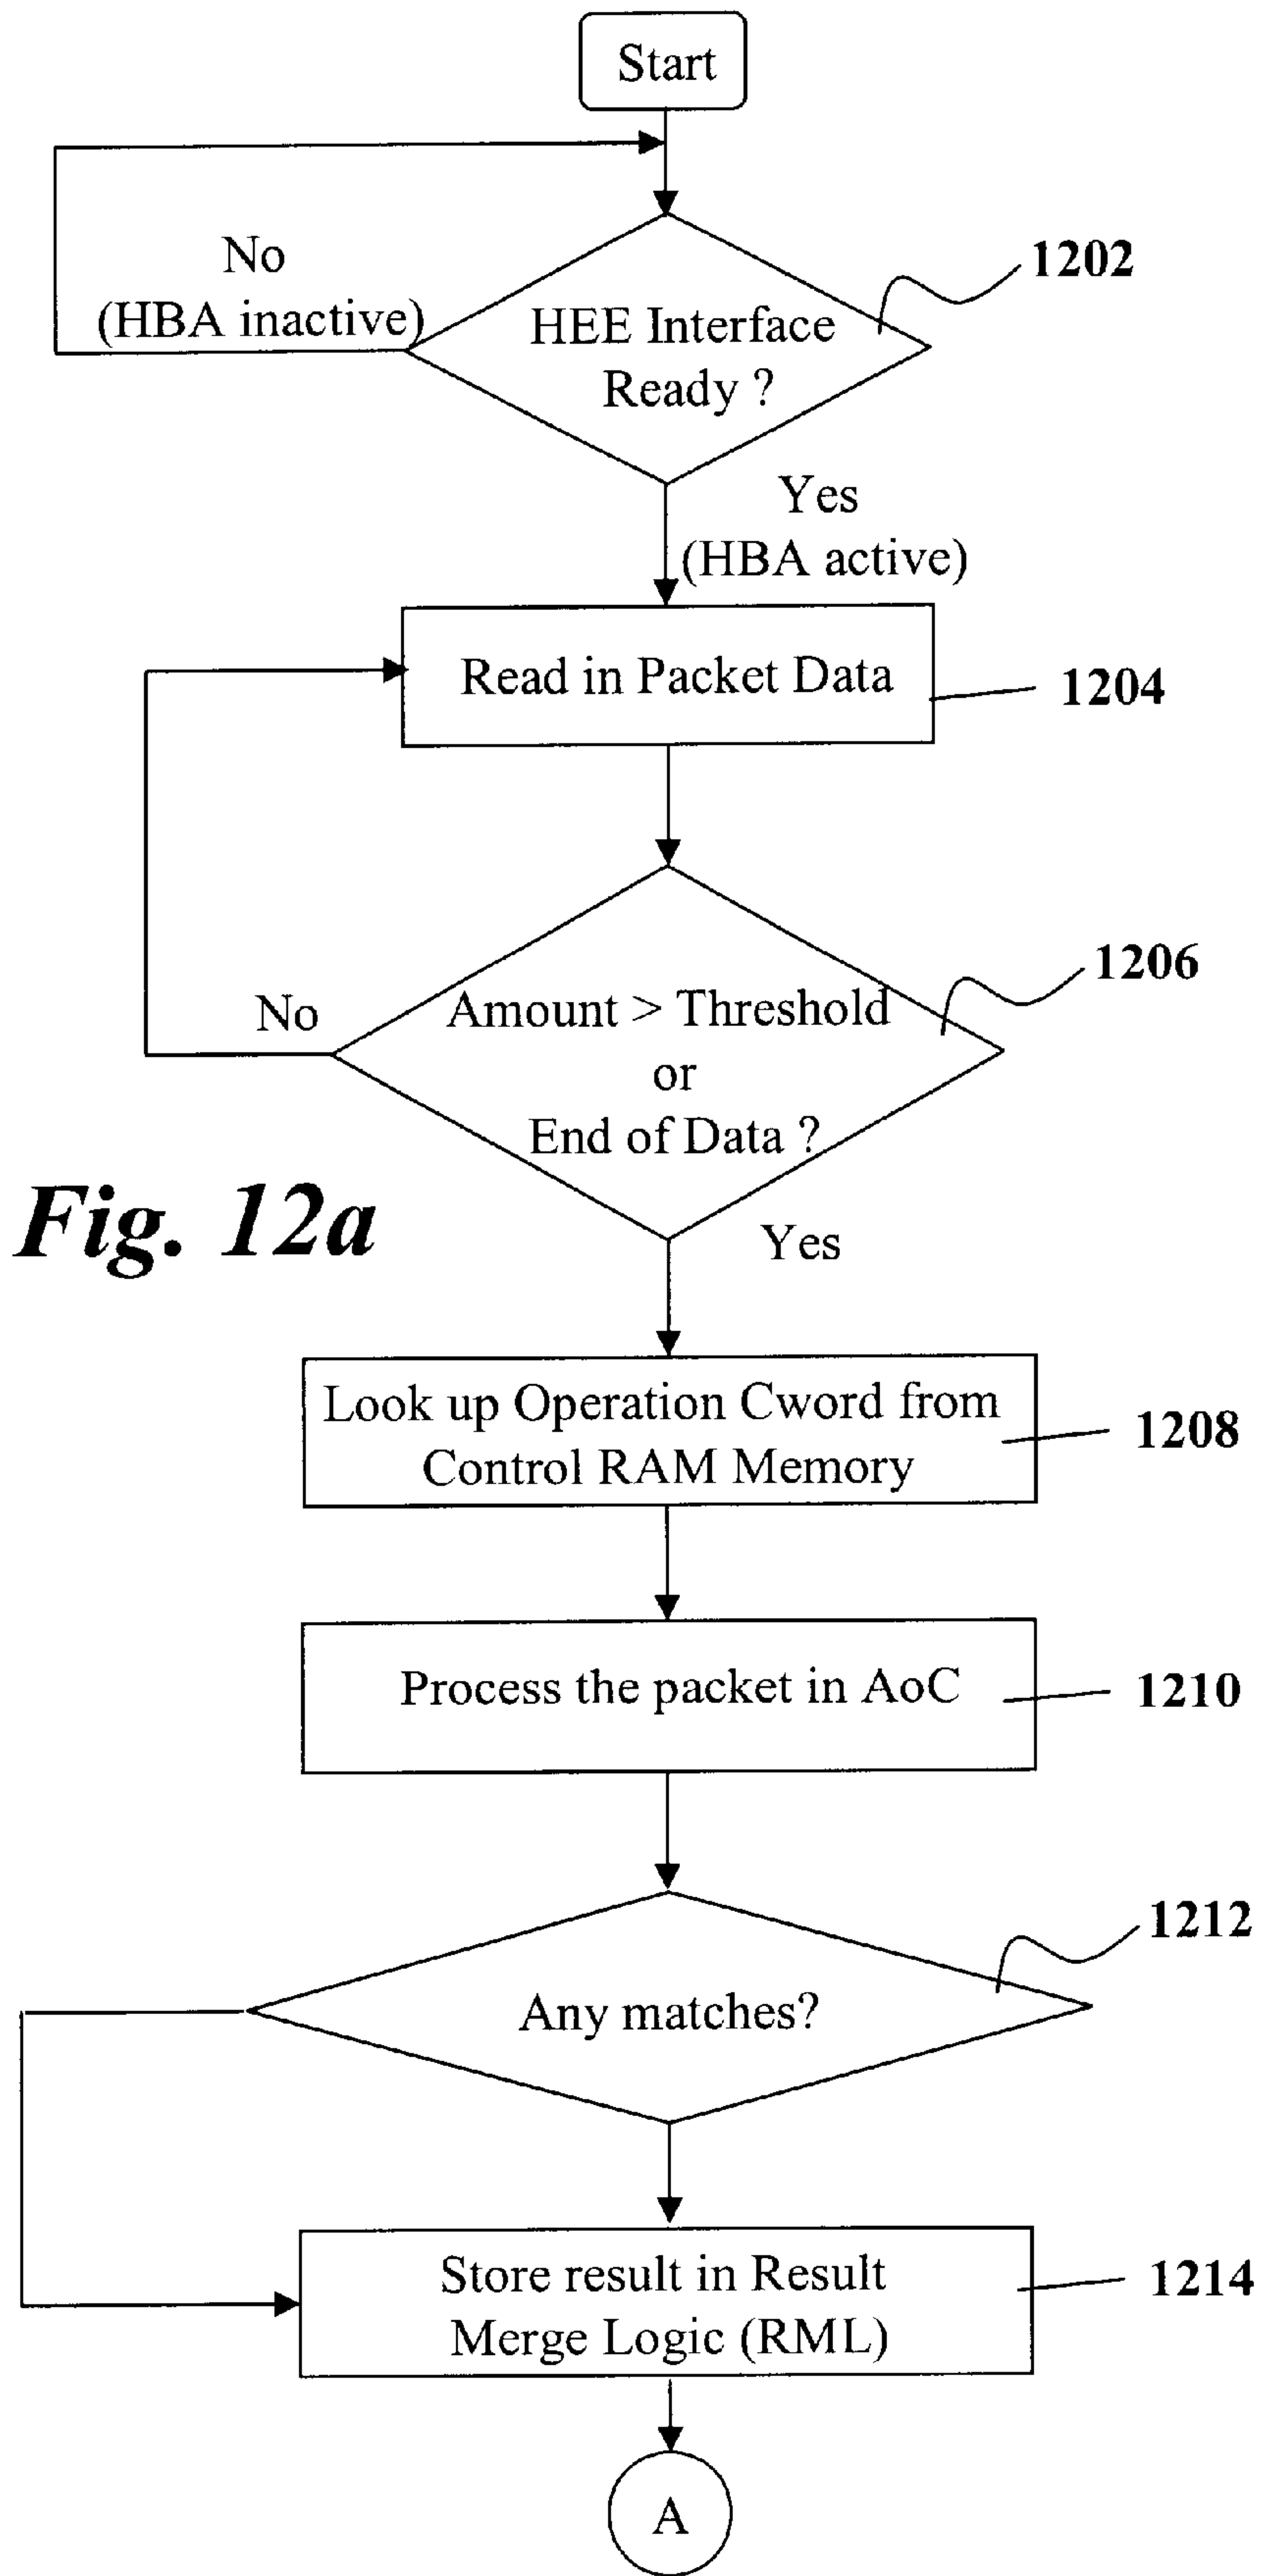 Start
No
(HBA inactive)
1202
HEE Interface
Ready ?
Yes
(HBA active)
Read in Packet Data
1204
1206
No
Amount > Threshold
or
End of Data ?
Fig. 12a
Yes
Look up Operation Cword from
Control RAM Memory
1208
Process the packet in AoC
1210
1212
Any matches?
Store result in Result
Merge Logic (RML)
1214
A